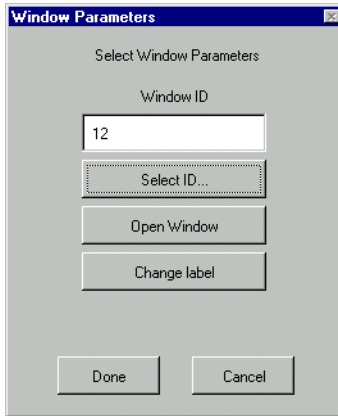 Window Parameters
Select Window Parameters
Window ID
12
Select ID...
Open Window
Change label
Done Cancel